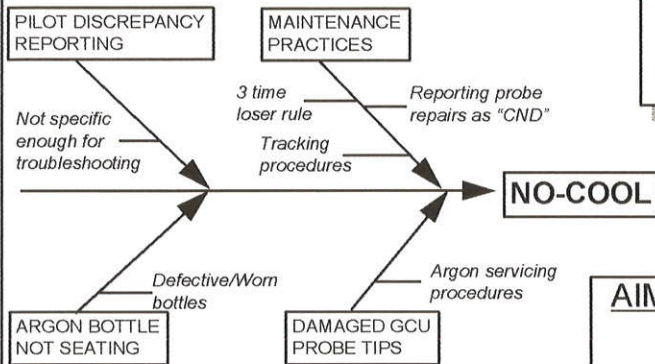 PILOT DISCREPANCY
REPORTING
MAINTENANCE
PRACTICES
Not specific
enough for
troubleshooting
3 time
loser rule
Reporting probe
repairs as "CND"
Tracking
procedures
NO-COOL
Defective/Worn
bottles
Argon servicing
procedures
ARGON BOTTLE
NOT SEATING
DAMAGED GCU
PROBE TIPS
AIM